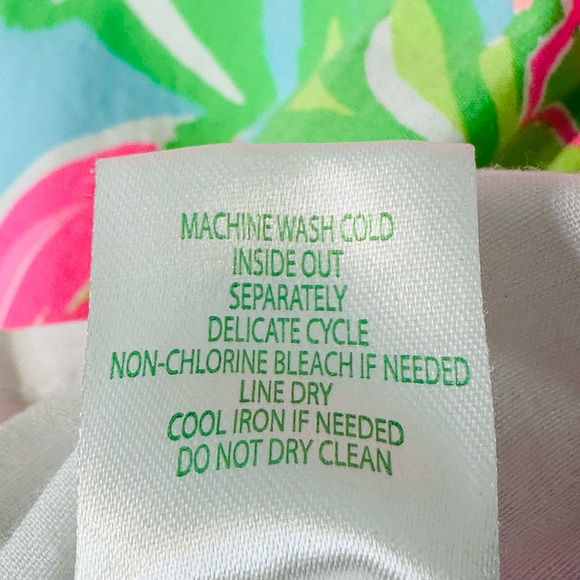 MACHINE WASH COLD
INSIDE OUT
SEPARATELY
DELICATE CYCLE
NON-CHLORINE BLEACH IF NEEDED
LINE DRY
COOL IRON IF NEEDED
DO NOT DRY CLEAN